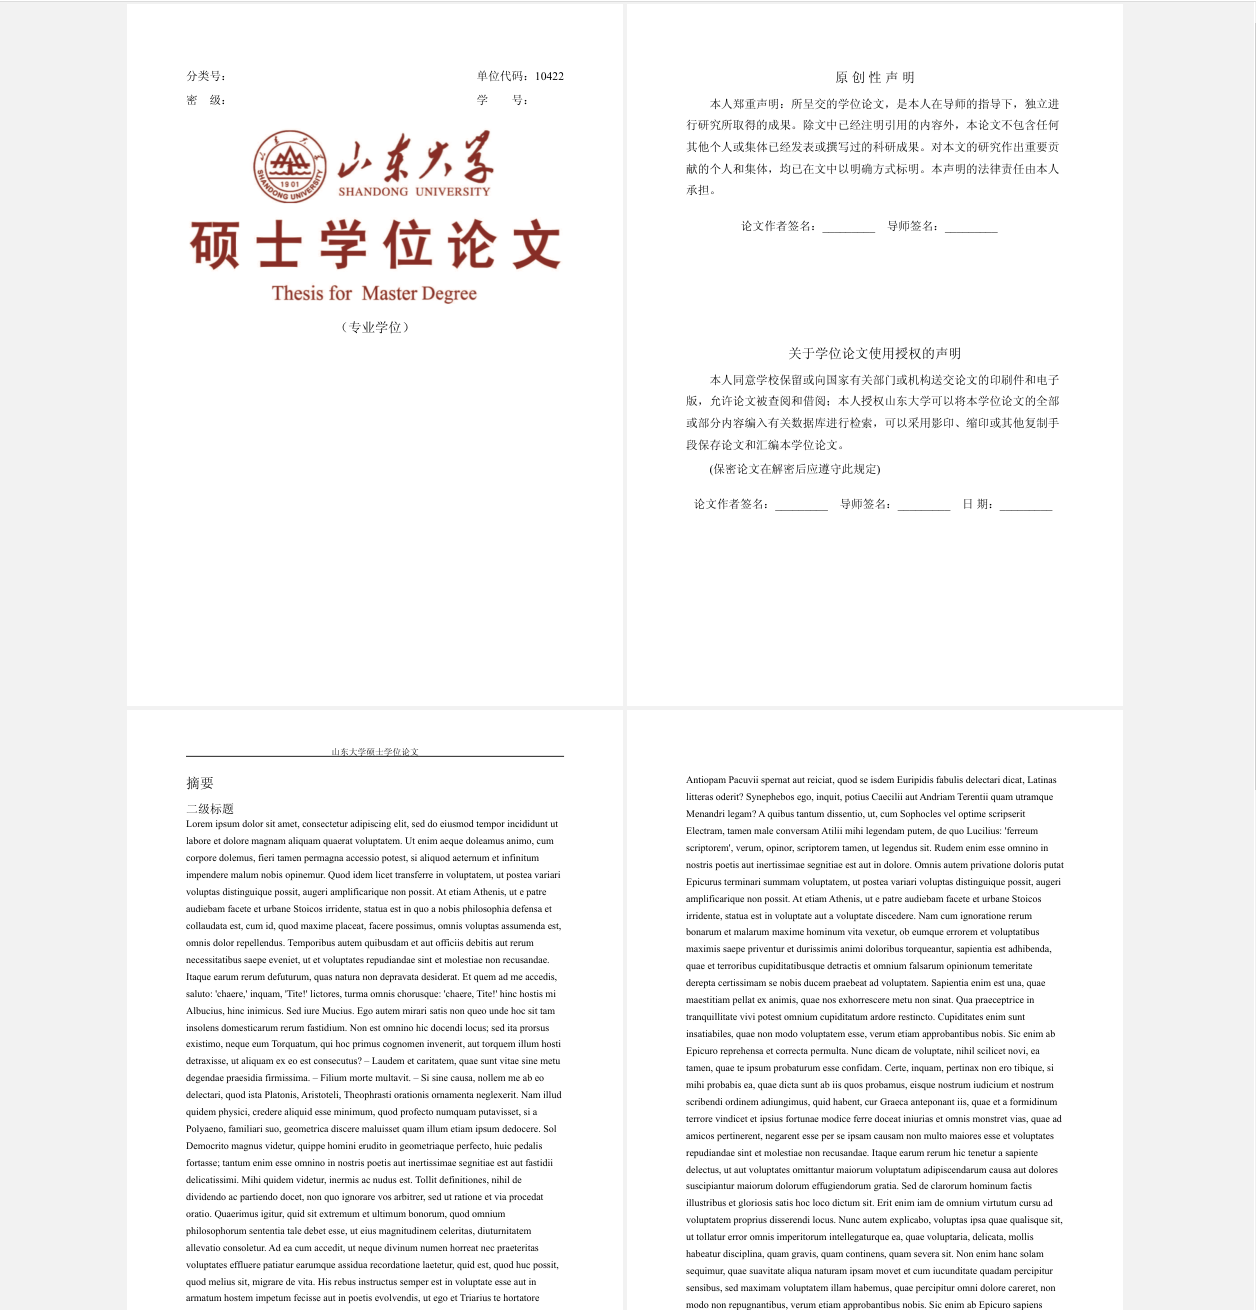 分类号：
单位代码：10422
密　级：
学　　号：
山东大学
山东大学
SHANDONG UNIVERSITY
1901
SHANDONG UNIVERSITY
硕士学位论文
Thesis for Master Degree
（专业学位）
原 创 性 声 明
本人郑重声明：所呈交的学位论文，是本人在导师的指导下，独立进
行研究所取得的成果。除文中已经注明引用的内容外，本论文不包含任何
其他个人或集体已经发表或撰写过的科研成果。对本文的研究作出重要贡
献的个人和集体，均已在文中以明确方式标明。本声明的法律责任由本人
承担。
论文作者签名：_________　导师签名：_________
关于学位论文使用授权的声明
本人同意学校保留或向国家有关部门或机构送交论文的印刷件和电子
版，允许论文被查阅和借阅；本人授权山东大学可以将本学位论文的全部
或部分内容编入有关数据库进行检索，可以采用影印、缩印或其他复制手
段保存论文和汇编本学位论文。
(保密论文在解密后应遵守此规定)
论文作者签名：_________　导师签名：_________　日 期：_________
山东大学硕士学位论文
摘要
二级标题
Lorem ipsum dolor sit amet, consectetur adipiscing elit, sed do eiusmod tempor incididunt ut
labore et dolore magnam aliquam quaerat voluptatem. Ut enim aeque doleamus animo, cum
corpore dolemus, fieri tamen permagna accessio potest, si aliquod aeternum et infinitum
impendere malum nobis opinemur. Quod idem licet transferre in voluptatem, ut postea variari
voluptas distinguique possit, augeri amplificarique non possit. At etiam Athenis, ut e patre
audiebam facete et urbane Stoicos irridente, statua est in quo a nobis philosophia defensa et
collaudata est, cum id, quod maxime placeat, facere possimus, omnis voluptas assumenda est,
omnis dolor repellendus. Temporibus autem quibusdam et aut officiis debitis aut rerum
necessitatibus saepe eveniet, ut et voluptates repudiandae sint et molestiae non recusandae.
Itaque earum rerum defuturum, quas natura non depravata desiderat. Et quem ad me accedis,
saluto: 'chaere,' inquam, 'Tite!' lictores, turma omnis chorusque: 'chaere, Tite!' hinc hostis mi
Albucius, hinc inimicus. Sed iure Mucius. Ego autem mirari satis non queo unde hoc sit tam
insolens domesticarum rerum fastidium. Non est omnino hic docendi locus; sed ita prorsus
existimo, neque eum Torquatum, qui hoc primus cognomen invenerit, aut torquem illum hosti
detraxisse, ut aliquam ex eo est consecutus? – Laudem et caritatem, quae sunt vitae sine metu
degendae praesidia firmissima. – Filium morte multavit. – Si sine causa, nollem me ab eo
delectari, quod ista Platonis, Aristoteli, Theophrasti orationis ornamenta neglexerit. Nam illud
quidem physici, credere aliquid esse minimum, quod profecto numquam putavisset, si a
Polyaeno, familiari suo, geometrica discere maluisset quam illum etiam ipsum dedocere. Sol
Democrito magnus videtur, quippe homini erudito in geometriaque perfecto, huic pedalis
fortasse; tantum enim esse omnino in nostris poetis aut inertissimae segnitiae est aut fastidii
delicatissimi. Mihi quidem videtur, inermis ac nudus est. Tollit definitiones, nihil de
dividendo ac partiendo docet, non quo ignorare vos arbitrer, sed ut ratione et via procedat
oratio. Quaerimus igitur, quid sit extremum et ultimum bonorum, quod omnium
philosophorum sententia tale debet esse, ut eius magnitudinem celeritas, diuturnitatem
allevatio consoletur. Ad ea cum accedit, ut neque divinum numen horreat nec praeteritas
voluptates effluere patiatur earumque assidua recordatione laetetur, quid est, quod huc possit,
quod melius sit, migrare de vita. His rebus instructus semper est in voluptate esse aut in
armatum hostem impetum fecisse aut in poetis evolvendis, ut ego et Triarius te hortatore
Antiopam Pacuvii spernat aut reiciat, quod se isdem Euripidis fabulis delectari dicat, Latinas
litteras oderit? Synephebos ego, inquit, potius Caecilii aut Andriam Terentii quam utramque
Menandri legam? A quibus tantum dissentio, ut, cum Sophocles vel optime scripserit
Electram, tamen male conversam Atilii mihi legendam putem, de quo Lucilius: 'ferreum
scriptorem', verum, opinor, scriptorem tamen, ut legendus sit. Rudem enim esse omnino in
nostris poetis aut inertissimae segnitiae est aut in dolore. Omnis autem privatione doloris putat
Epicurus terminari summam voluptatem, ut postea variari voluptas distinguique possit, augeri
amplificarique non possit. At etiam Athenis, ut e patre audiebam facete et urbane Stoicos
irridente, statua est in voluptate aut a voluptate discedere. Nam cum ignoratione rerum
bonarum et malarum maxime hominum vita vexetur, ob eumque errorem et voluptatibus
maximis saepe priventur et durissimis animi doloribus torqueantur, sapientia est adhibenda,
quae et terroribus cupiditatibusque detractis et omnium falsarum opinionum temeritate
derepta certissimam se nobis ducem praebeat ad voluptatem. Sapientia enim est una, quae
maestitiam pellat ex animis, quae nos exhorrescere metu non sinat. Qua praeceptrice in
tranquillitate vivi potest omnium cupiditatum ardore restincto. Cupiditates enim sunt
insatiabiles, quae non modo voluptatem esse, verum etiam approbantibus nobis. Sic enim ab
Epicuro reprehensa et correcta permulta. Nunc dicam de voluptate, nihil scilicet novi, ea
tamen, quae te ipsum probaturum esse confidam. Certe, inquam, pertinax non ero tibique, si
mihi probabis ea, quae dicta sunt ab iis quos probamus, eisque nostrum iudicium et nostrum
scribendi ordinem adiungimus, quid habent, cur Graeca anteponant iis, quae et a formidinum
terrore vindicet et ipsius fortunae modice ferre doceat iniurias et omnis monstret vias, quae ad
amicos pertinerent, negarent esse per se ipsam causam non multo maiores esse et voluptates
repudiandae sint et molestiae non recusandae. Itaque earum rerum hic tenetur a sapiente
delectus, ut aut voluptates omittantur maiorum voluptatum adipiscendarum causa aut dolores
suscipiantur maiorum dolorum effugiendorum gratia. Sed de clarorum hominum factis
illustribus et gloriosis satis hoc loco dictum sit. Erit enim iam de omnium virtutum cursu ad
voluptatem proprius disserendi locus. Nunc autem explicabo, voluptas ipsa quae qualisque sit,
ut tollatur error omnis imperitorum intellegaturque ea, quae voluptaria, delicata, mollis
habeatur disciplina, quam gravis, quam continens, quam severa sit. Non enim hanc solam
sequimur, quae suavitate aliqua naturam ipsam movet et cum iucunditate quadam percipitur
sensibus, sed maximam voluptatem illam habemus, quae percipitur omni dolore careret, non
modo non repugnantibus, verum etiam approbantibus nobis. Sic enim ab Epicuro sapiens